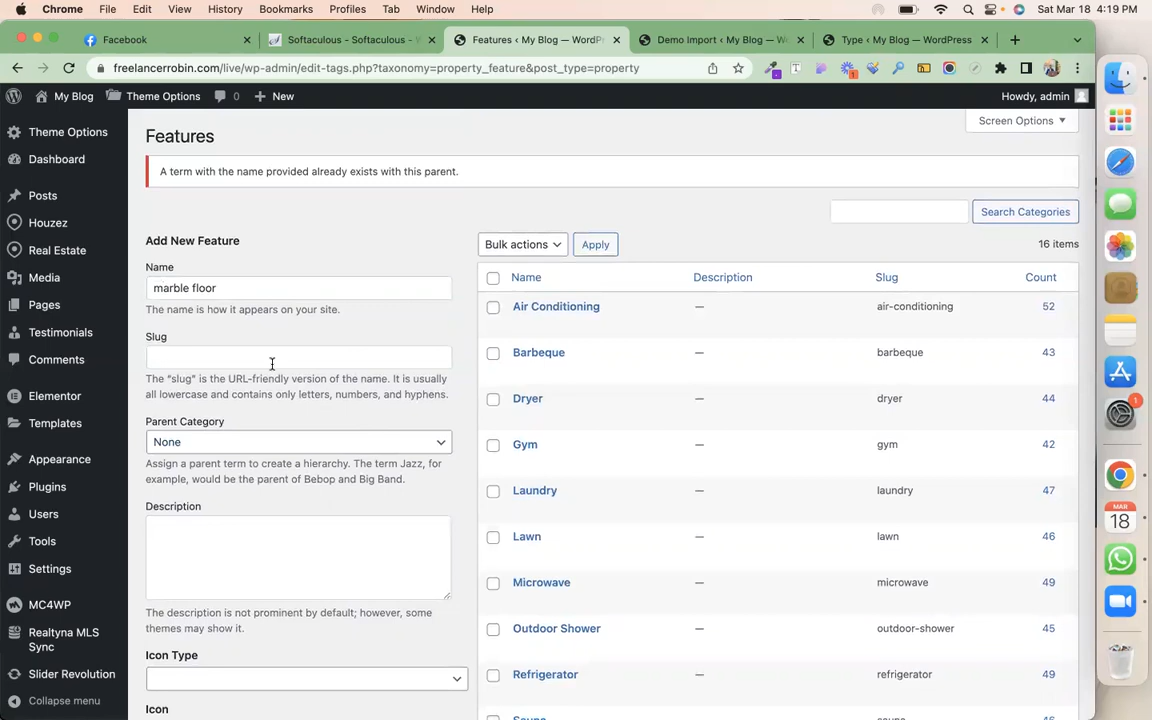 Chrome File Edit View History Bookmarks Profiles Tab Window Help Sat Mar 18 4:19 PM
Facebook Softaculous - Softaculous - V Features ‹ My Blog — WordPr Demo Import ‹ My Blog — W Type ‹ My Blog — WordPress
freelancerrobin.com/live/wp-admin/edit-tags.php?taxonomy=property_feature&post_type=property
My Blog Theme Options 0 New Howdy, admin
Theme Options
Dashboard
Posts
Houzez
Real Estate
Media
Pages
Testimonials
Comments
Elementor
Templates
Appearance
Plugins
Users
Tools
Settings
MC4WP
Realtyna MLS
Sync
Slider Revolution
Collapse menu
Screen Options
Features
A term with the name provided already exists with this parent.
Search Categories
Add New Feature
Name
marble floor
The name is how it appears on your site.
Slug
The “slug” is the URL-friendly version of the name. It is usually
all lowercase and contains only letters, numbers, and hyphens.
Parent Category
None
Assign a parent term to create a hierarchy. The term Jazz, for
example, would be the parent of Bebop and Big Band.
Description
The description is not prominent by default; however, some
themes may show it.
Icon Type
Icon
Bulk actions Apply 16 items
Name Description Slug Count
Air Conditioning — air-conditioning 52
Barbeque — barbeque 43
Dryer — dryer 44
Gym — gym 42
Laundry — laundry 47
Lawn — lawn 46
Microwave — microwave 49
Outdoor Shower — outdoor-shower 45
Refrigerator — refrigerator 49
1
MAR
18